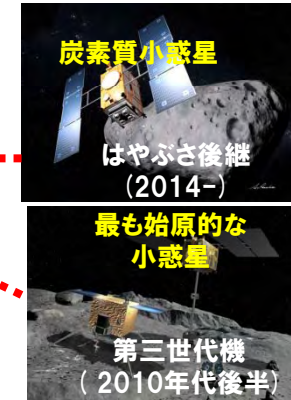 炭素質小惑星
はやぶさ後継
(2014-)
最も始原的な
小惑星
第三世代機
( 2010年代後半)